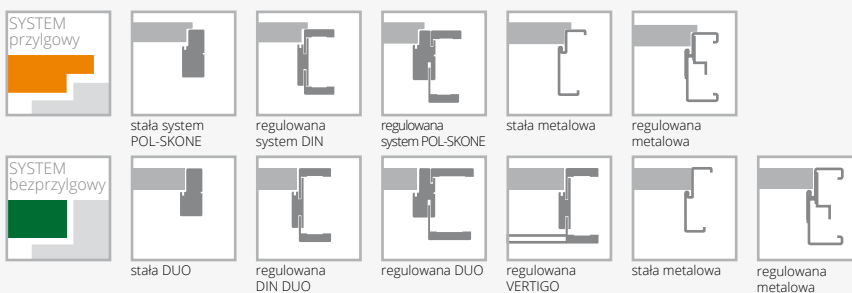 SYSTEM
przylgowy
stała system
POL-SKONE
regulowana
system DIN
regulowana
system POL-SKONE
stała metalowa
regulowana
metalowa
SYSTEM
bezprzylgowy
stała DUO
regulowana
DIN DUO
regulowana DUO
regulowana
VERTIGO
stała metalowa
regulowana
metalowa